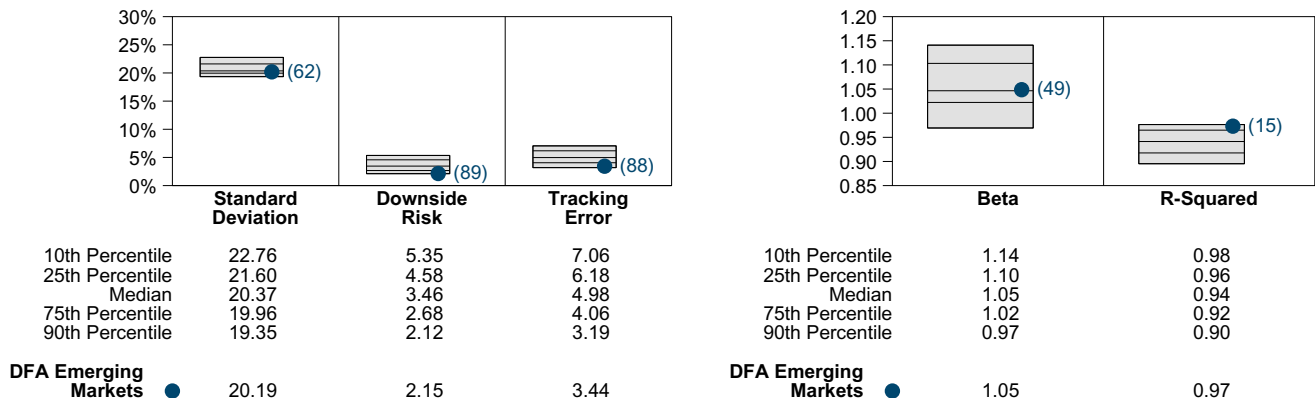 30%
25%
20%
15%
10%
5%
0%
(62)
(89)
(88)
Standard Deviation
Downside Risk
Tracking Error
10th Percentile 22.76 5.35 7.06
25th Percentile 21.60 4.58 6.18
Median 20.37 3.46 4.98
75th Percentile 19.96 2.68 4.06
90th Percentile 19.35 2.12 3.19
DFA Emerging
Markets 20.19 2.15 3.44
1.20
1.15
1.10
1.05
1.00
0.95
0.90
0.85
(49)
(15)
Beta R-Squared
10th Percentile 1.14 0.98
25th Percentile 1.10 0.96
Median 1.05 0.94
75th Percentile 1.02 0.92
90th Percentile 0.97 0.90
DFA Emerging
Markets 1.05 0.97